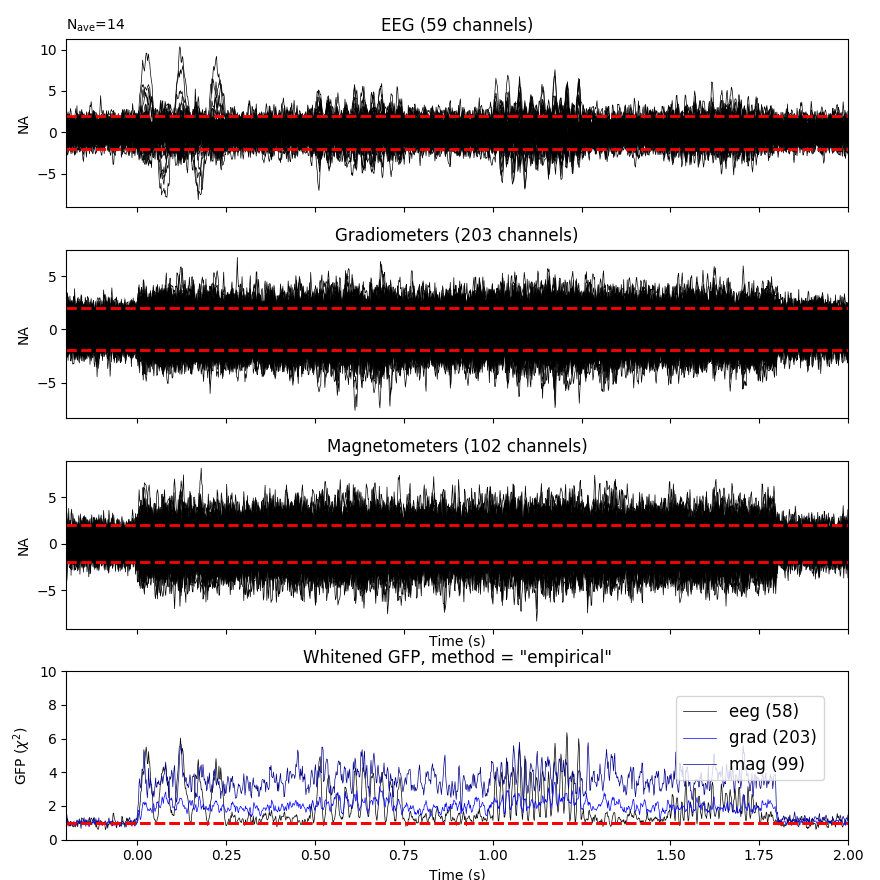 N_ave=14
EEG (59 channels)
10
5
0
−5
NA
Gradiometers (203 channels)
5
0
−5
NA
Magnetometers (102 channels)
5
0
−5
NA
Time (s)
Whitened GFP, method = "empirical"
10
8
6
4
2
0
GFP (χ²)
eeg (58)
grad (203)
mag (99)
0.00 0.25 0.50 0.75 1.00 1.25 1.50 1.75 2.00
Time (s)